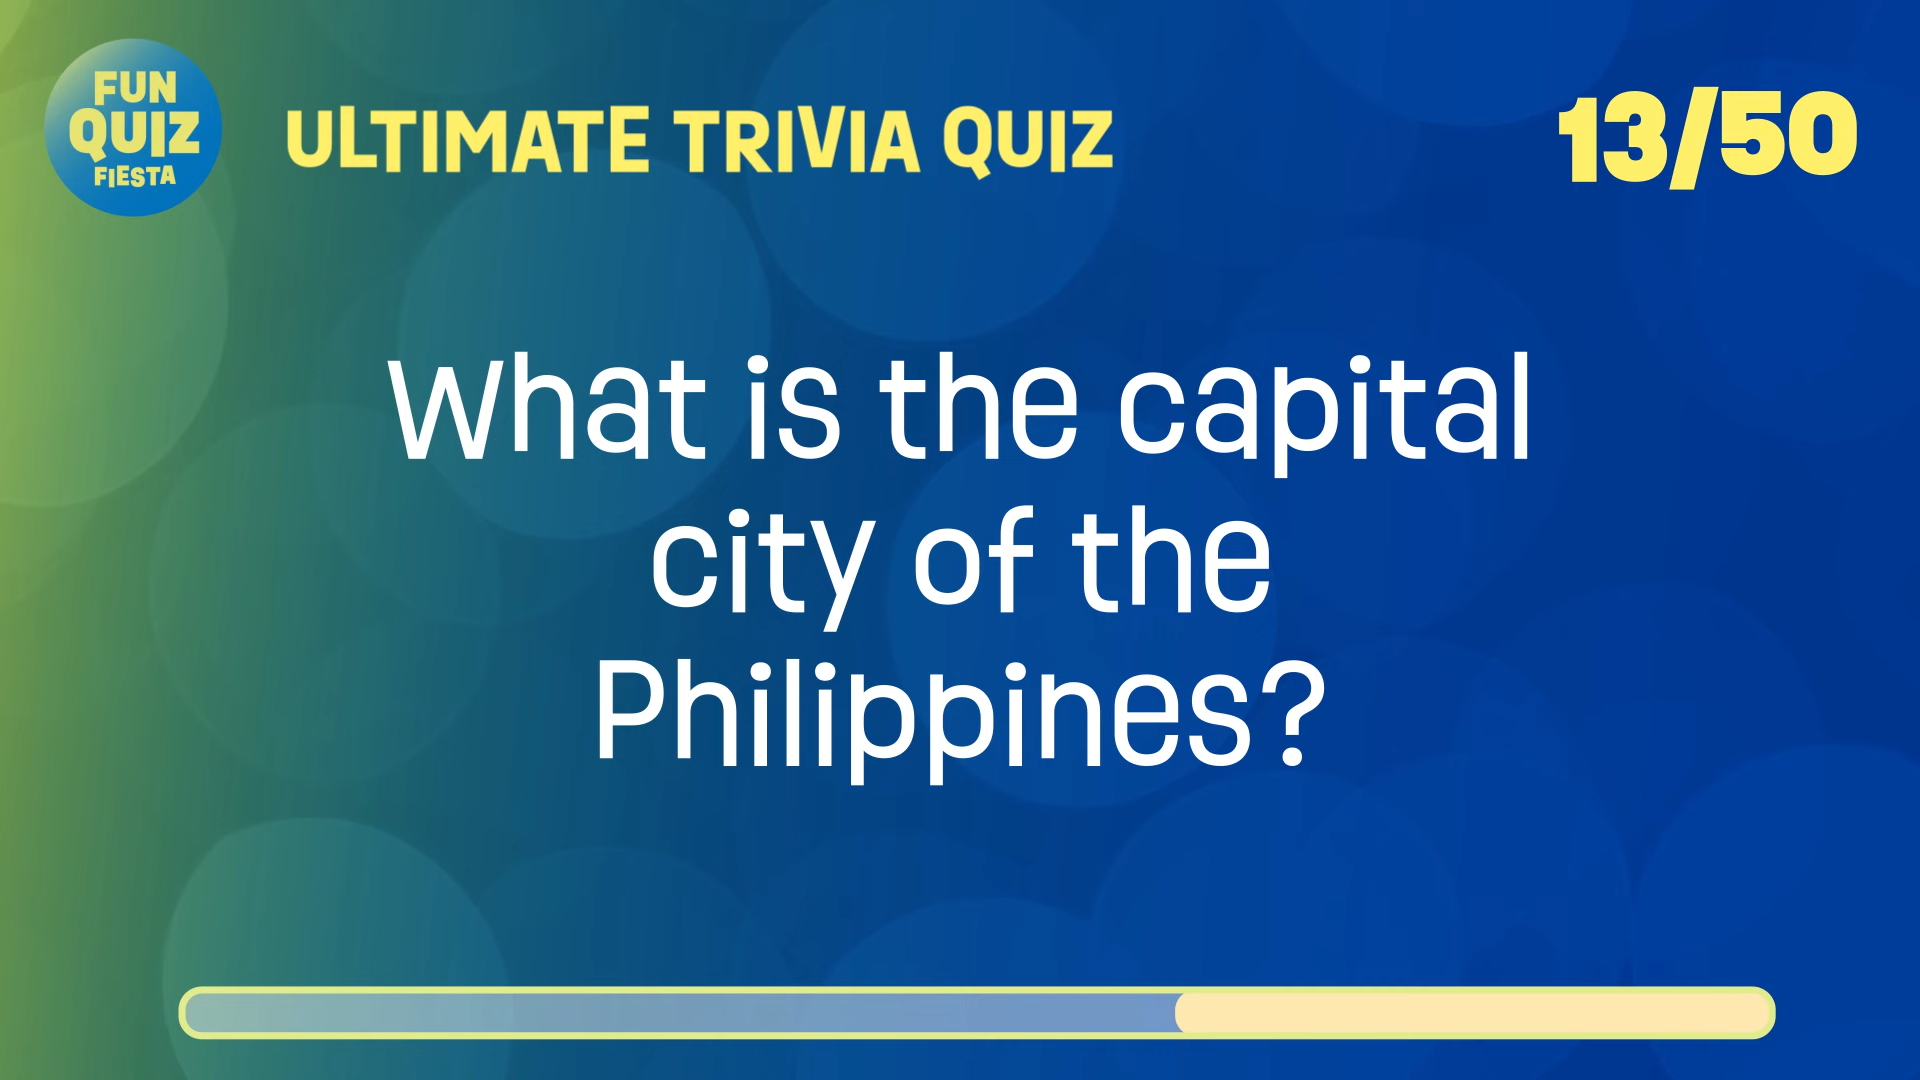 FUN
QUIZ
FIESTA
ULTIMATE TRIVIA QUIZ
13/50
What is the capital
city of the
Philippines?